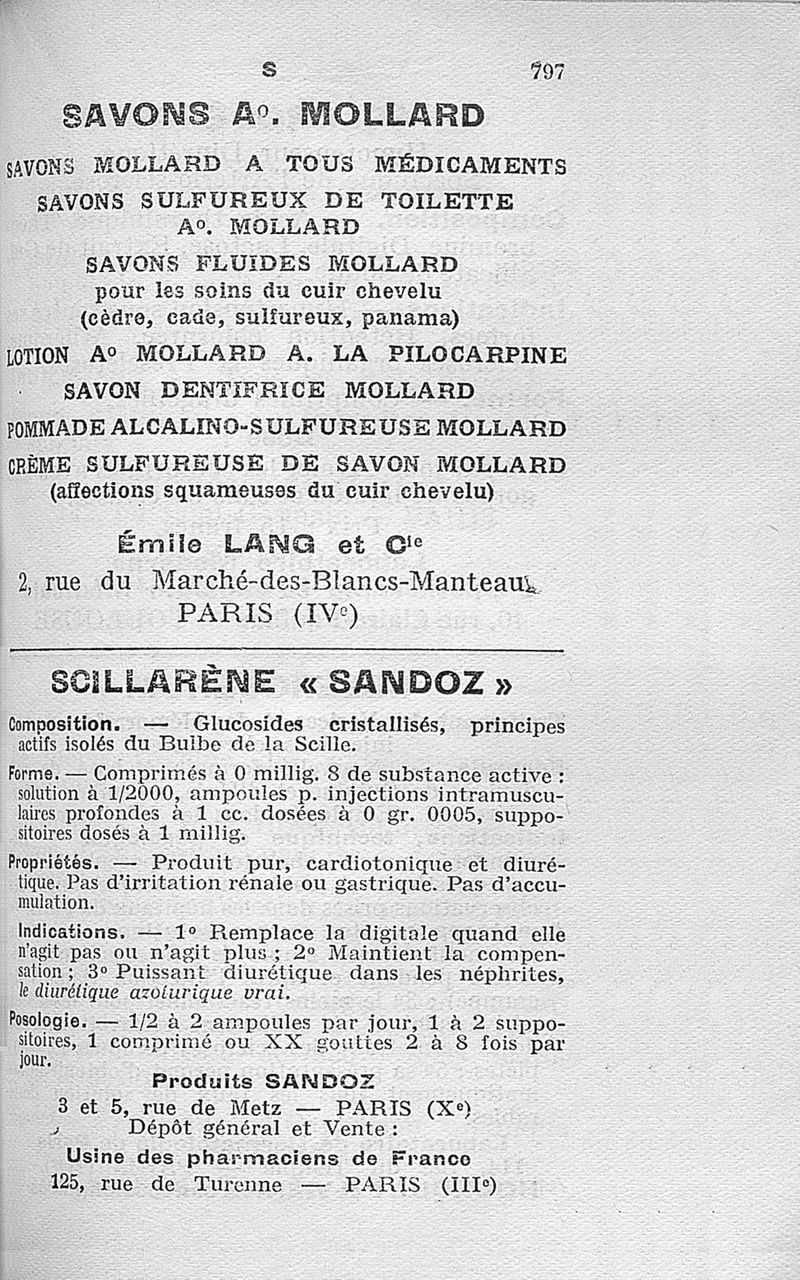 S 797
SAVONS Aº. MOLLARD
SAVONS MOLLARD A TOUS MÉDICAMENTS
SAVONS SULFUREUX DE TOILETTE
Aº. MOLLARD
SAVONS FLUIDES MOLLARD
pour les soins du cuir chevelu
(cèdre, cade, sulfureux, panama)
LOTION Aº MOLLARD A. LA PILOCARPINE
SAVON DENTIFRICE MOLLARD
POMMADE ALCALINO-SULFUREUSE MOLLARD
CRÈME SULFUREUSE DE SAVON MOLLARD
(affections squameuses du cuir chevelu)
Émile LANG et Cie
2, rue du Marché-des-Blancs-Manteaux
PARIS (IVe)
SCILLARÈNE « SANDOZ »
Composition. — Glucosides cristallisés, principes
actifs isolés du Bulbe de la Scille.
Forme. — Comprimés à 0 millig. 8 de substance active :
solution à 1/2000, ampoules p. injections intramuscu-
laires profondes à 1 cc. dosées à 0 gr. 0005, suppo-
sitoires dosés à 1 millig.
Propriétés. — Produit pur, cardiotonique et diuré-
tique. Pas d'irritation rénale ou gastrique. Pas d'accu-
mulation.
Indications. — 1º Remplace la digitale quand elle
n'agit pas ou n'agit plus ; 2º Maintient la compen-
sation ; 3º Puissant diurétique dans les néphrites,
le diurétique azoturique vrai.
Posologie. — 1/2 à 2 ampoules par jour, 1 à 2 suppo-
sitoires, 1 comprimé ou XX gouttes 2 à 8 fois par
jour.
Produits SANDOZ
3 et 5, rue de Metz — PARIS (Xe)
Dépôt général et Vente :
Usine des pharmaciens de France
125, rue de Turenne — PARIS (IIIe)